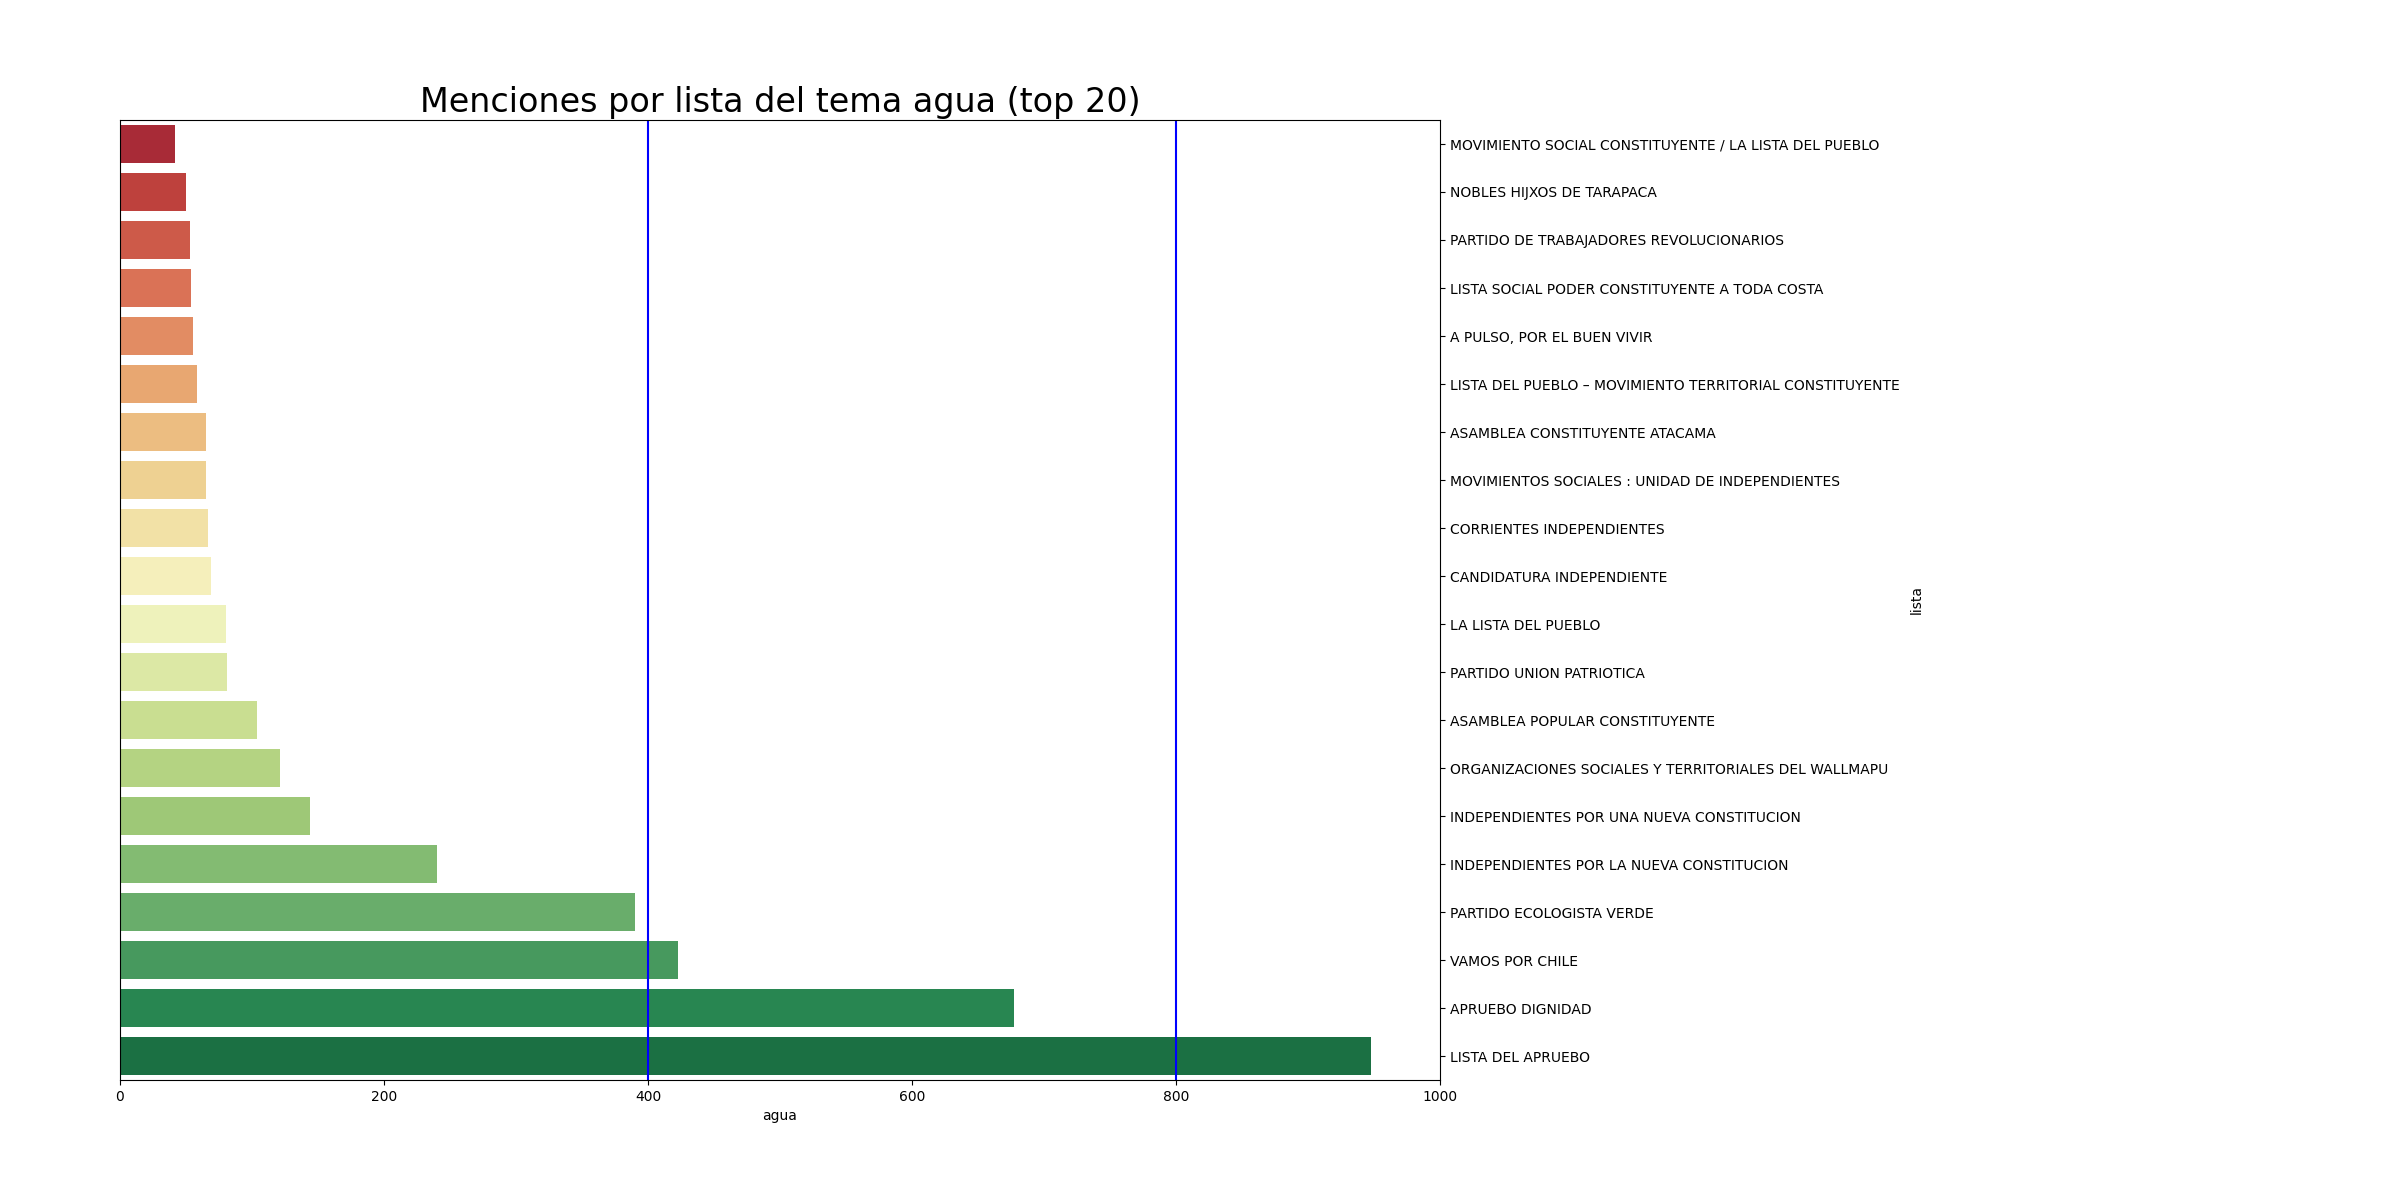 Menciones por lista del tema agua (top 20)
MOVIMIENTO SOCIAL CONSTITUYENTE / LA LISTA DEL PUEBLO
NOBLES HIJXOS DE TARAPACA
PARTIDO DE TRABAJADORES REVOLUCIONARIOS
LISTA SOCIAL PODER CONSTITUYENTE A TODA COSTA
A PULSO, POR EL BUEN VIVIR
LISTA DEL PUEBLO – MOVIMIENTO TERRITORIAL CONSTITUYENTE
ASAMBLEA CONSTITUYENTE ATACAMA
MOVIMIENTOS SOCIALES : UNIDAD DE INDEPENDIENTES
CORRIENTES INDEPENDIENTES
CANDIDATURA INDEPENDIENTE
LA LISTA DEL PUEBLO
PARTIDO UNION PATRIOTICA
ASAMBLEA POPULAR CONSTITUYENTE
ORGANIZACIONES SOCIALES Y TERRITORIALES DEL WALLMAPU
INDEPENDIENTES POR UNA NUEVA CONSTITUCION
INDEPENDIENTES POR LA NUEVA CONSTITUCION
PARTIDO ECOLOGISTA VERDE
VAMOS POR CHILE
APRUEBO DIGNIDAD
LISTA DEL APRUEBO
lista
0 200 400 600 800 1000
agua